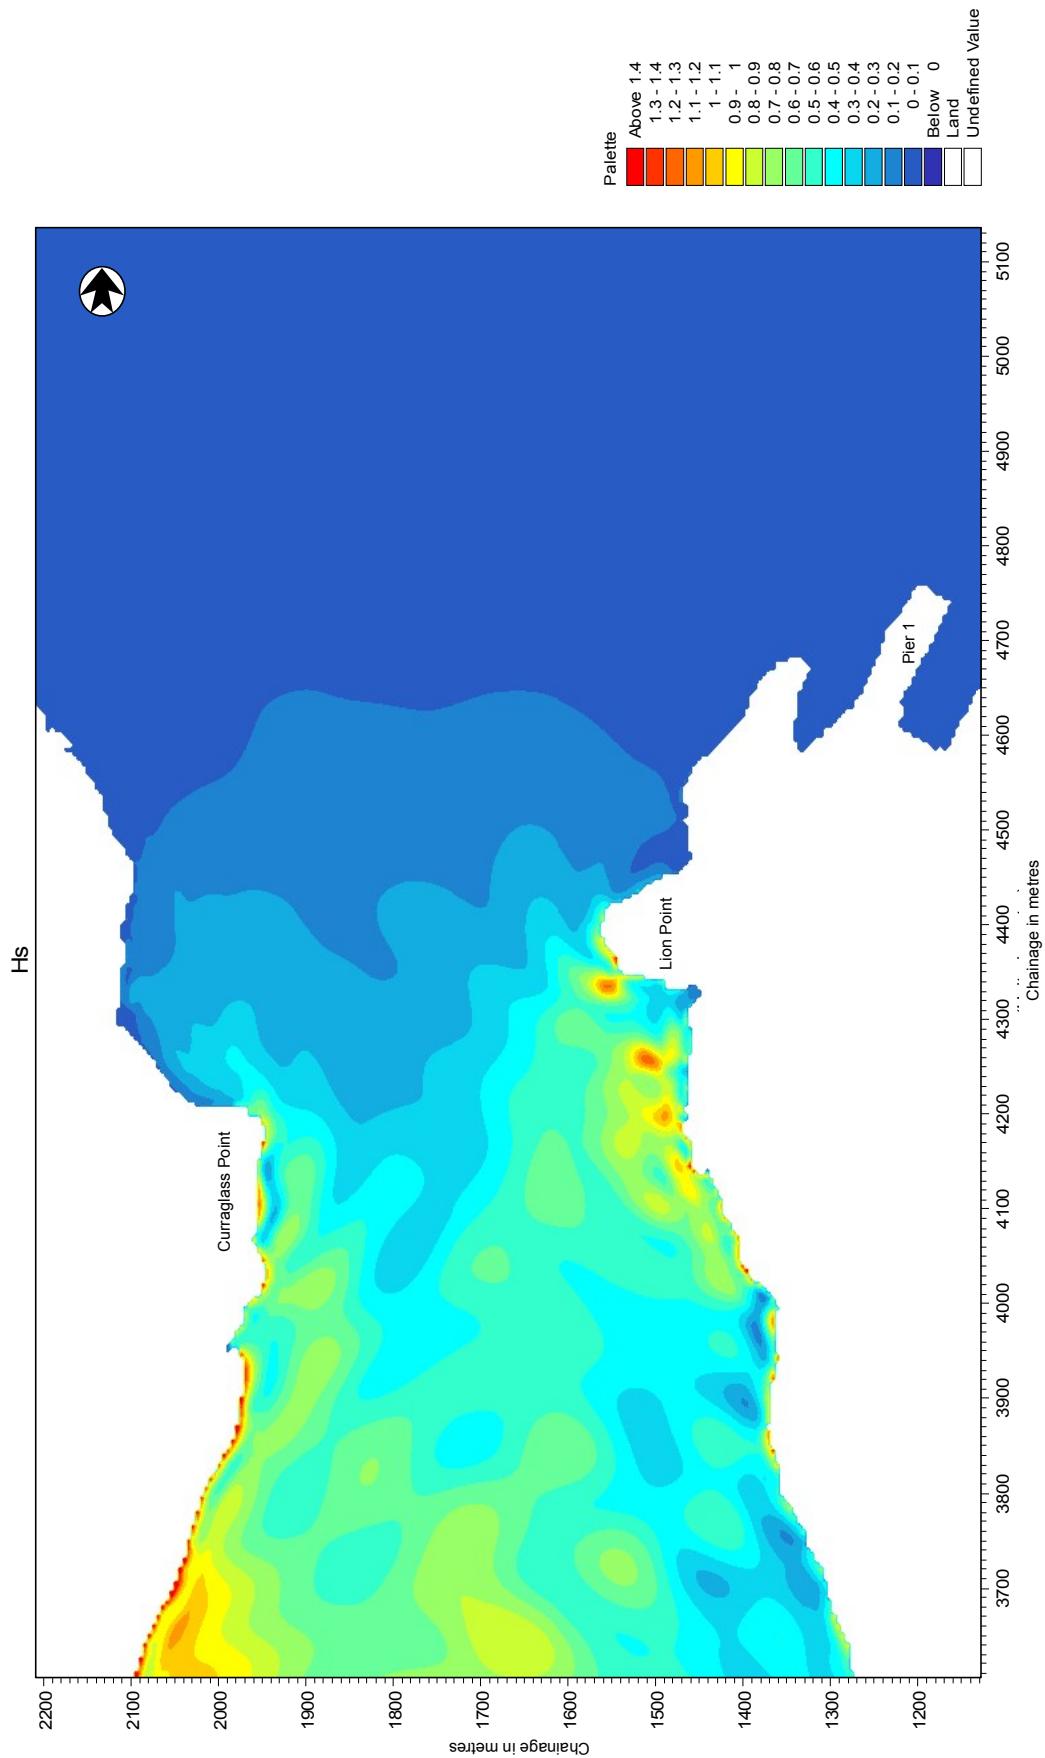 Hs
Palette
Above 1.4
1.3 - 1.4
1.2 - 1.3
1.1 - 1.2
1 - 1.1
0.9 - 1
0.8 - 0.9
0.7 - 0.8
0.6 - 0.7
0.5 - 0.6
0.4 - 0.5
0.3 - 0.4
0.2 - 0.3
0.1 - 0.2
0 - 0.1
Below 0
Land
Undefined Value
Curraglass Point
Lion Point
Pier 1
5100
5000
4900
4800
4700
4600
4500
4400
4300
4200
4100
4000
3900
3800
3700
Chainage in metres
2200
2100
2000
1900
1800
1700
1600
1500
1400
1300
1200
Chainage in metres